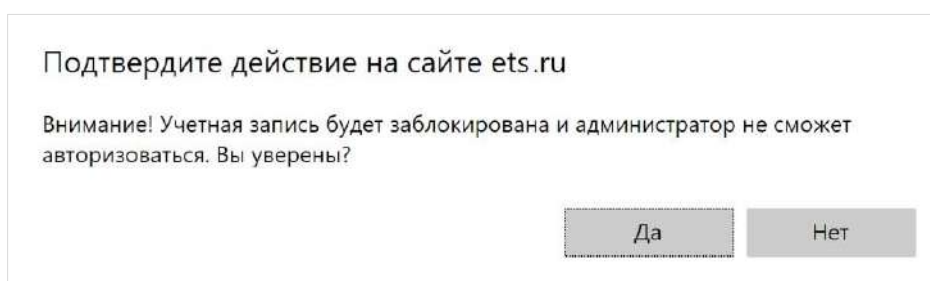 Подтвердите действие на сайте ets.ru
Внимание! Учетная запись будет заблокирована и администратор не сможет
авторизоваться. Вы уверены?
Да
Нет